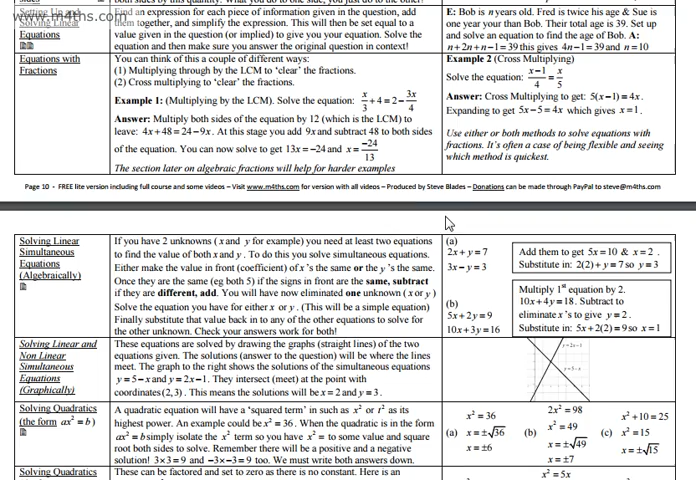 www.m4ths.com
Setting Up and
Solving Linear
Equations
Find an expression for each piece of information given in the question, add
them together, and simplify the expression. This will then be set equal to a
value given in the question (or implied) to give you your equation. Solve the
equation and then make sure you answer the original question in context!
E: Bob is n years old. Fred is twice his age & Sue is
one year younger than Bob. Their total age is 39. Set up
and solve an equation to find the age of Bob. A:
n+2n+n−1=39 this gives 4n−1=39 and n=10
Equations with
Fractions
You can think of this a couple different ways:
(1) Multiplying through by the LCM to ‘clear’ the fractions.
(2) Cross multiplying to ‘clear’ the fractions.
Example 1: (Multiplying by the LCM). Solve the equation: x/3+4=2−3x/4
Answer: Multiply both sides of the equation by 12 (which is the LCM) to
leave: 4x+48=24−9x. At this stage you add 9x and subtract 48 to both sides
of the equation. You can now solve to get 13x=−24 and x=−24/13
The section later on algebraic fractions will help for harder examples
Example 2 (Cross Multiplying)
Solve the equation: x−1/4=x/5
Answer: Cross Multiplying to get: 5(x−1)=4x.
Expanding to get 5x−5=4x which gives x=1.
Use either or both methods to solve equations with
fractions. It’s often a case of being flexible and seeing
which method is quickest.
Page 10 - FREE lite version including full course and some videos – Visit www.m4ths.com for version with all videos – Produced by Steve Blades – Donations can be made through PayPal to steve@m4ths.com
Solving Linear
Simultaneous
Equations
(Algebraically)
If you have 2 unknowns (x and y for example) you need at least two equations
to find the value of both x and y. To do this you solve simultaneous equations.
Either make the value in front (coefficient) of x’s the same or the y’s the same.
Once they are the same (eg both 5) if the signs in front are the same, subtract
if they are different, add. You will have now eliminated one unknown (x or y)
Solve the equation you have for either x or y. (This will be a simple equation)
Finally substitute that value back in to any of the other equations to solve for
the other unknown. Check your answers work for both!
(a)
2x+y=7
3x−y=3
Add them to get 5x=10 & x=2.
Substitute in: 2(2)+y=7 so y=3
(b)
5x+2y=9
10x+3y=16
Multiply 1st equation by 2.
10x+4y=18. Subtract to
eliminate x’s to give y=2.
Substitute in: 5x+2(2)=9 so x=1
Solving Linear and
Non Linear
Simultaneous
Equations
(Graphically)
These equations are solved by drawing the graphs (straight lines) of the two
equations given. The solutions (answer to the question) will be where the lines
meet. The graph to the right shows the solutions of the simultaneous equations
y=5−x and y=2x−1. They intersect (meet) at the point with
coordinates (2,3). This means the solutions will be x=2 and y=3.
y=2x−1
y=5−x
Solving Quadratics
(the form ax²=b)
A quadratic equation will have a ‘squared term’ in such as x² or t² as its
highest power. An example could be x²=36. When the quadratic is in the form
ax²=b simply isolate the x² term so you have x²= to some value and square
root both sides to solve. Remember there will be a positive and a negative
solution! 3×3=9 and −3×−3=9 too. We must write both answers down.
x²=36
(a) x=±√36
x=±6
2x²=98
x²=49
(b) x=±√49
x=±7
x²+10=25
(c) x²=15
x=±√15
Solving Quadratics
These can be factored and set to zero as there is no constant. Here is an
x²=5x